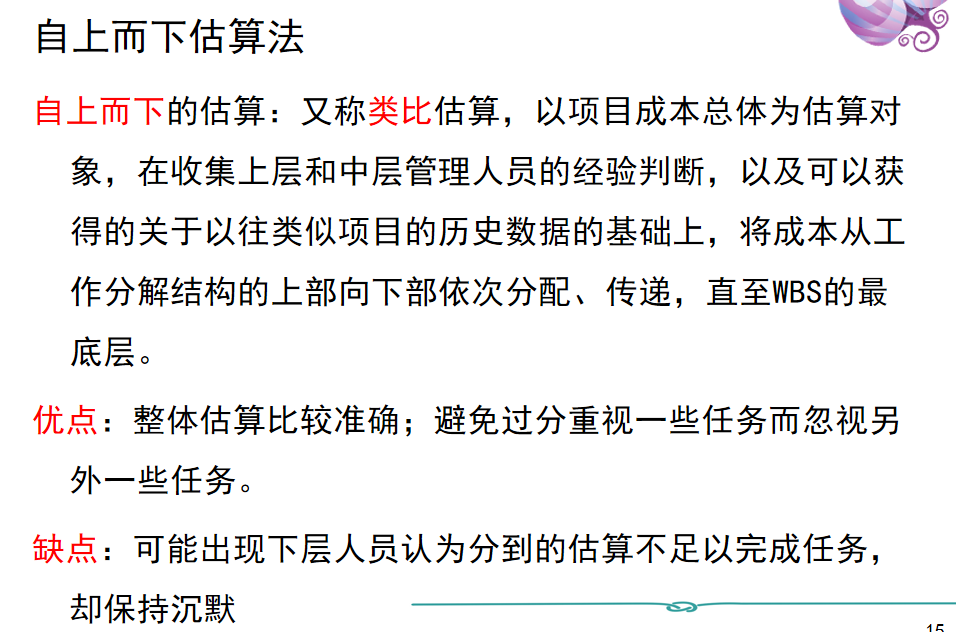 自上而下估算法
自上而下的估算：又称类比估算，以项目成本总体为估算对
象，在收集上层和中层管理人员的经验判断，以及可以获
得的关于以往类似项目的历史数据的基础上，将成本从工
作分解结构的上部向下部依次分配、传递，直至WBS的最
底层。
优点：整体估算比较准确；避免过分重视一些任务而忽视另
外一些任务。
缺点：可能出现下层人员认为分到的估算不足以完成任务，
却保持沉默
15